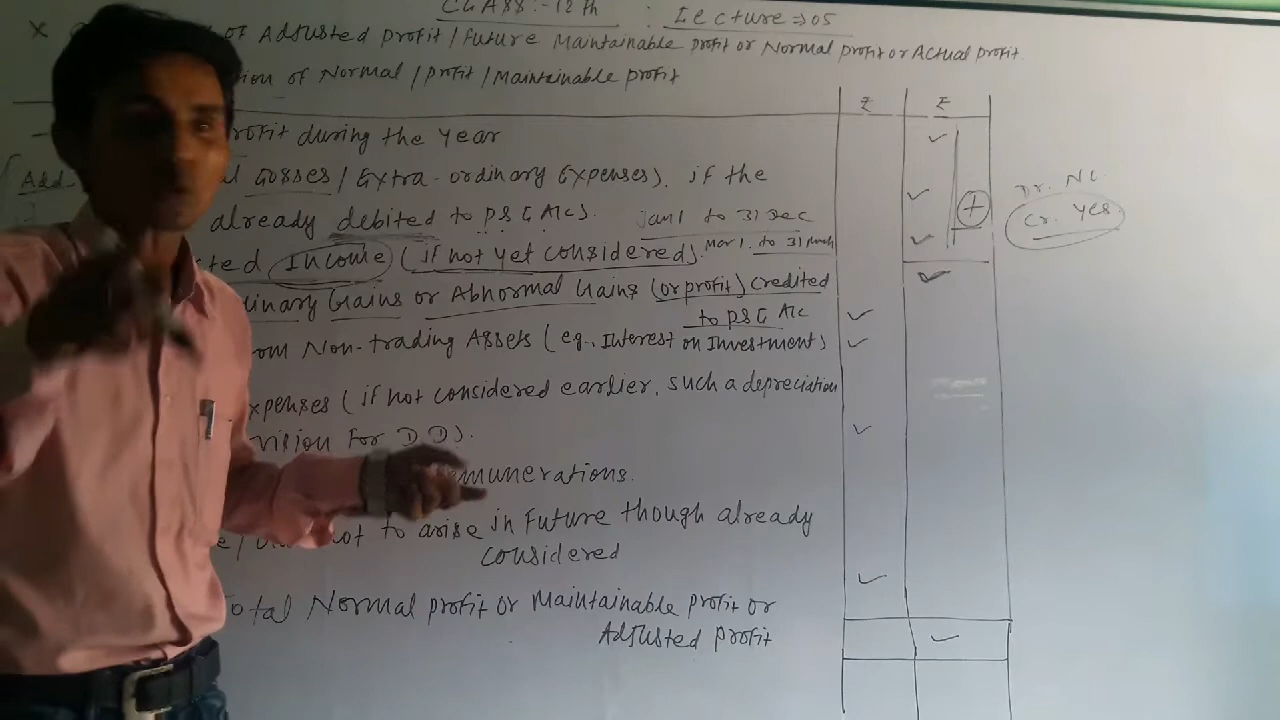 CLASS :- 12th : Lecture => 05
X of Adjusted profit / Future Maintainable profit or Normal profit or Actual profit
ion of Normal / profit / Maintainable profit
₹ ₹
rofit during the year
Add- l Losses / Extra-ordinary Expenses). if the
already debited to P&L A/c). Jan 1 to 31 Dec
Dr. No.
Cr. Yes
+
ted Income (if not yet considered). Mar 1. to 31 March
inary Gains or Abnormal Gains (or profit) credited
to P&L A/c
om Non-trading Assets (eg., Interest on Investment)
xpenses (if not considered earlier, such a depreciation
vision For DD).
emunerations.
not to arise in Future though already
considered
otal Normal profit or Maintainable profit or
Adjusted profit